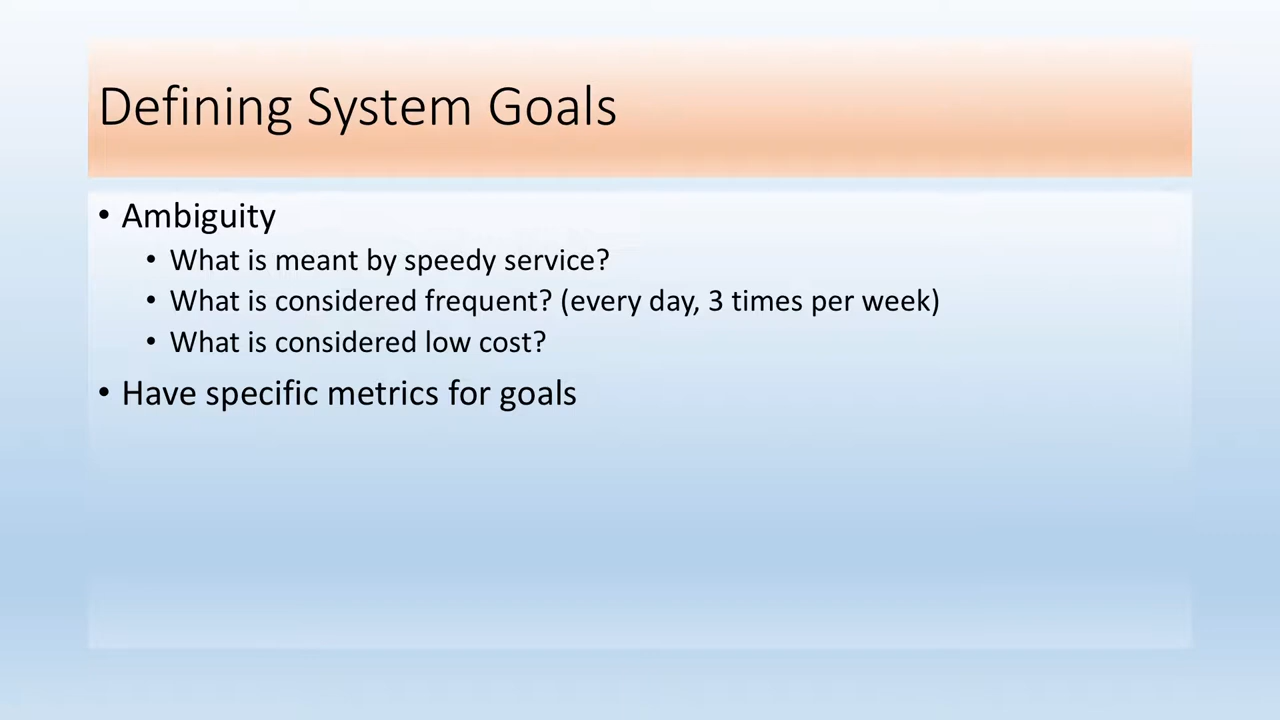 Defining System Goals
• Ambiguity
• What is meant by speedy service?
• What is considered frequent? (every day, 3 times per week)
• What is considered low cost?
• Have specific metrics for goals